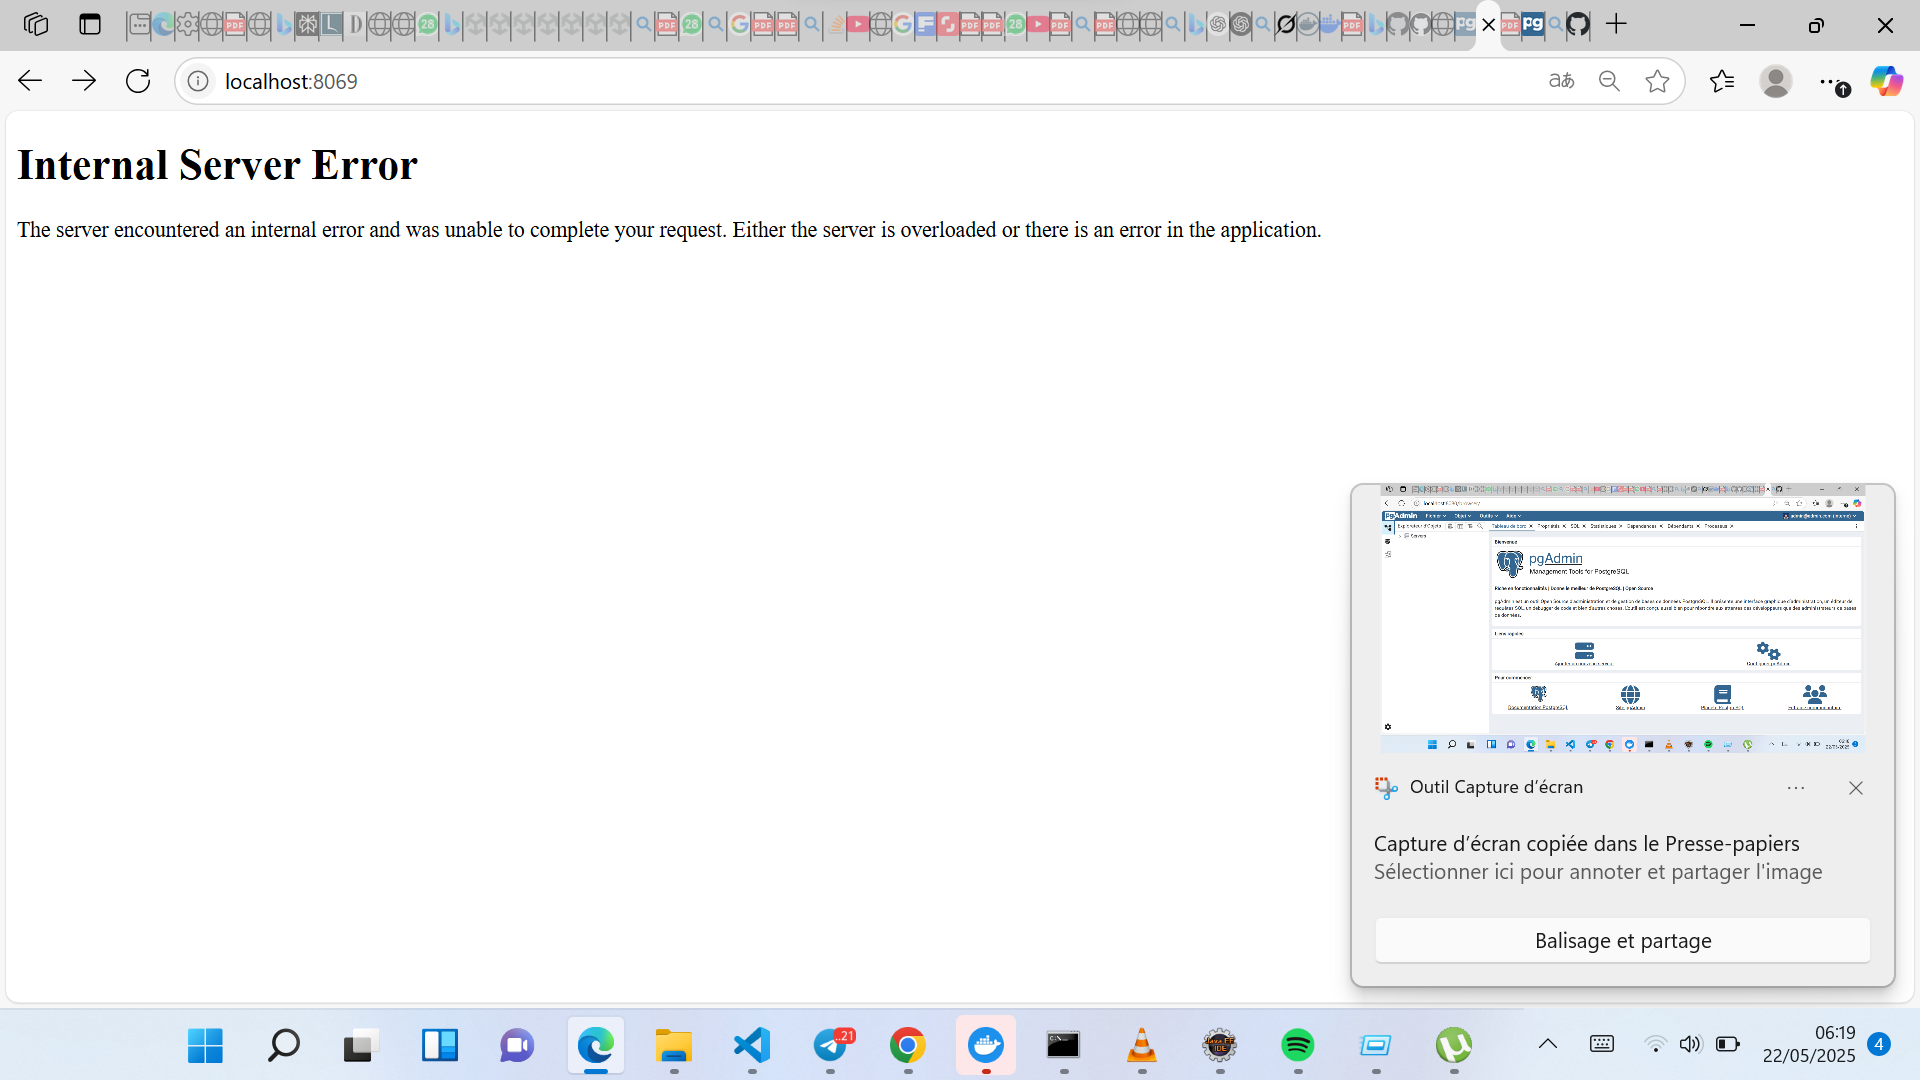 localhost:8069
Internal Server Error
The server encountered an internal error and was unable to complete your request. Either the server is overloaded or there is an error in the application.
pgAdmin
pgAdmin
Management Tools for PostgreSQL
Outil Capture d'écran
Capture d'écran copiée dans le Presse-papiers
Sélectionner ici pour annoter et partager l'image
Balisage et partage
06:19
22/05/2025
4